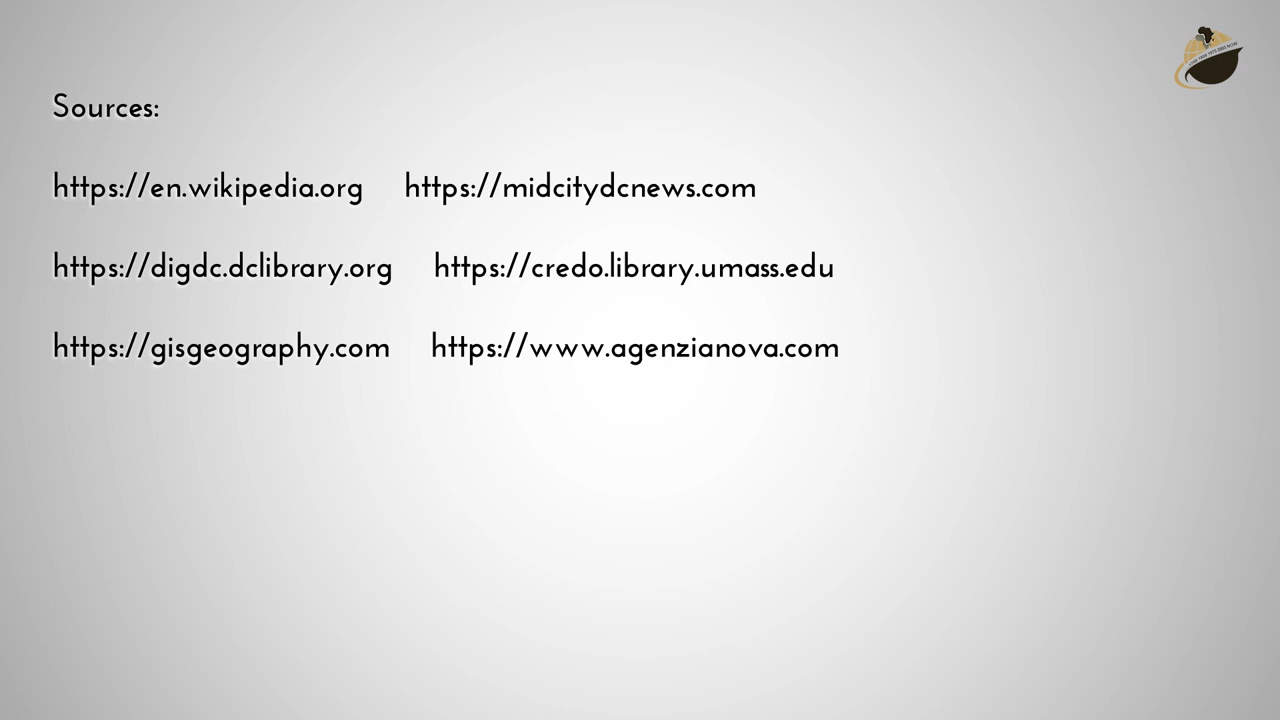 Sources:
https://en.wikipedia.org https://midcitydcnews.com
https://digdc.dclibrary.org https://credo.library.umass.edu
https://gisgeography.com https://www.agenzianova.com